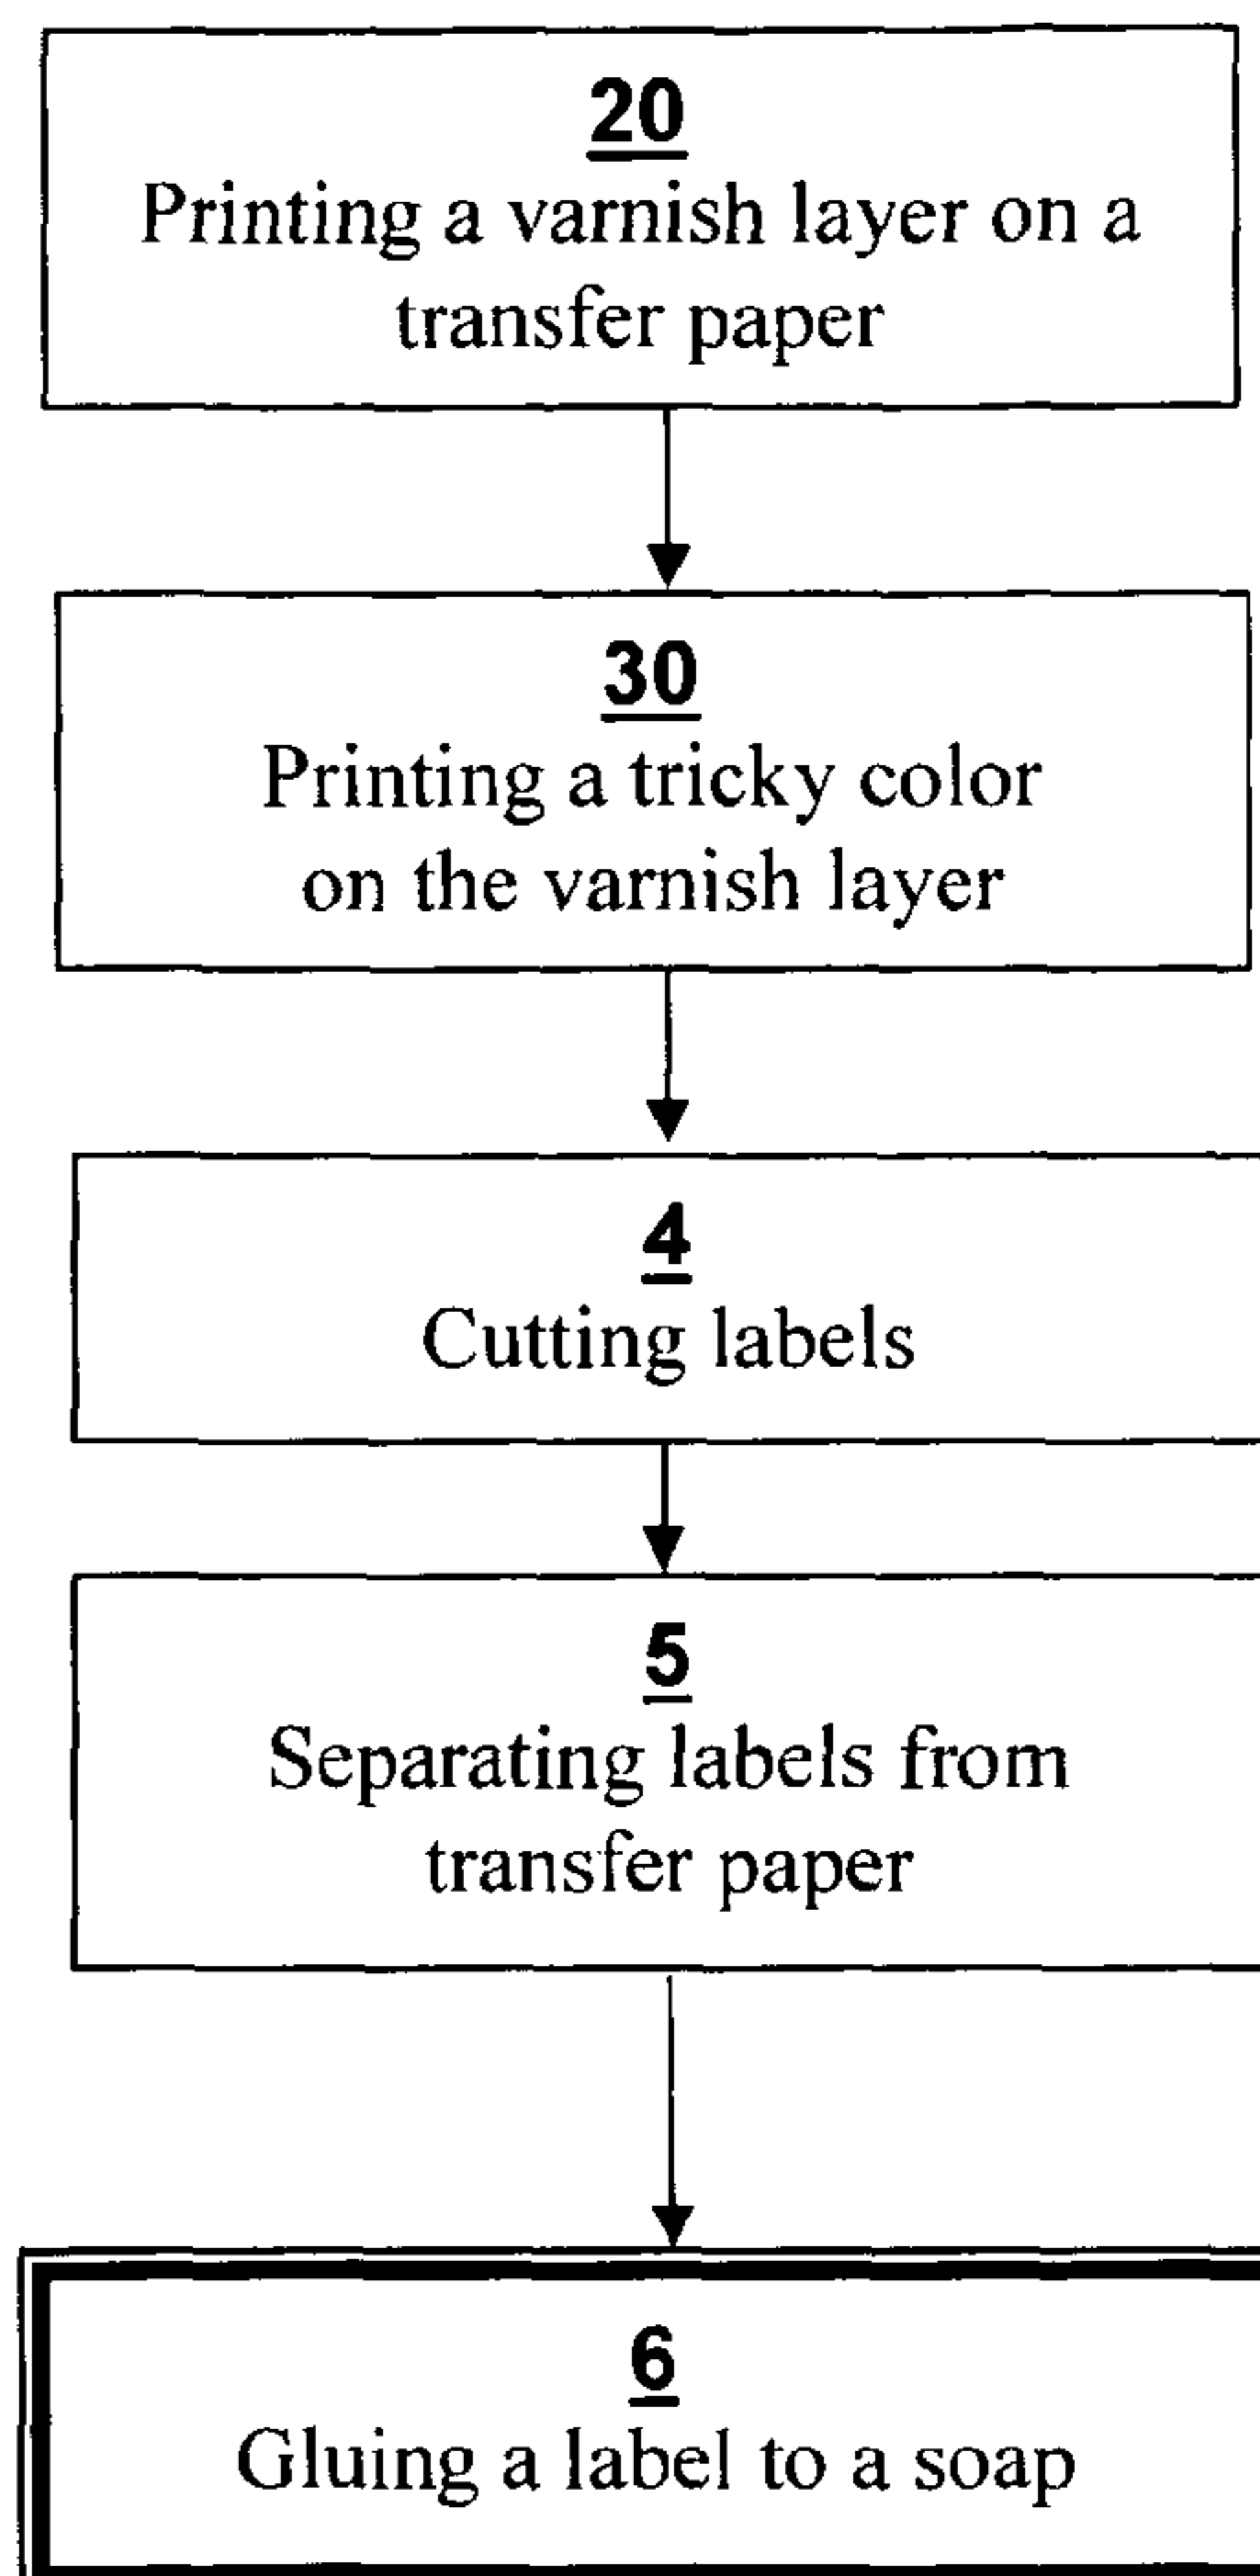 20
Printing a varnish layer on a
transfer paper
30
Printing a tricky color
on the varnish layer
4
Cutting labels
5
Separating labels from
transfer paper
6
Gluing a label to a soap